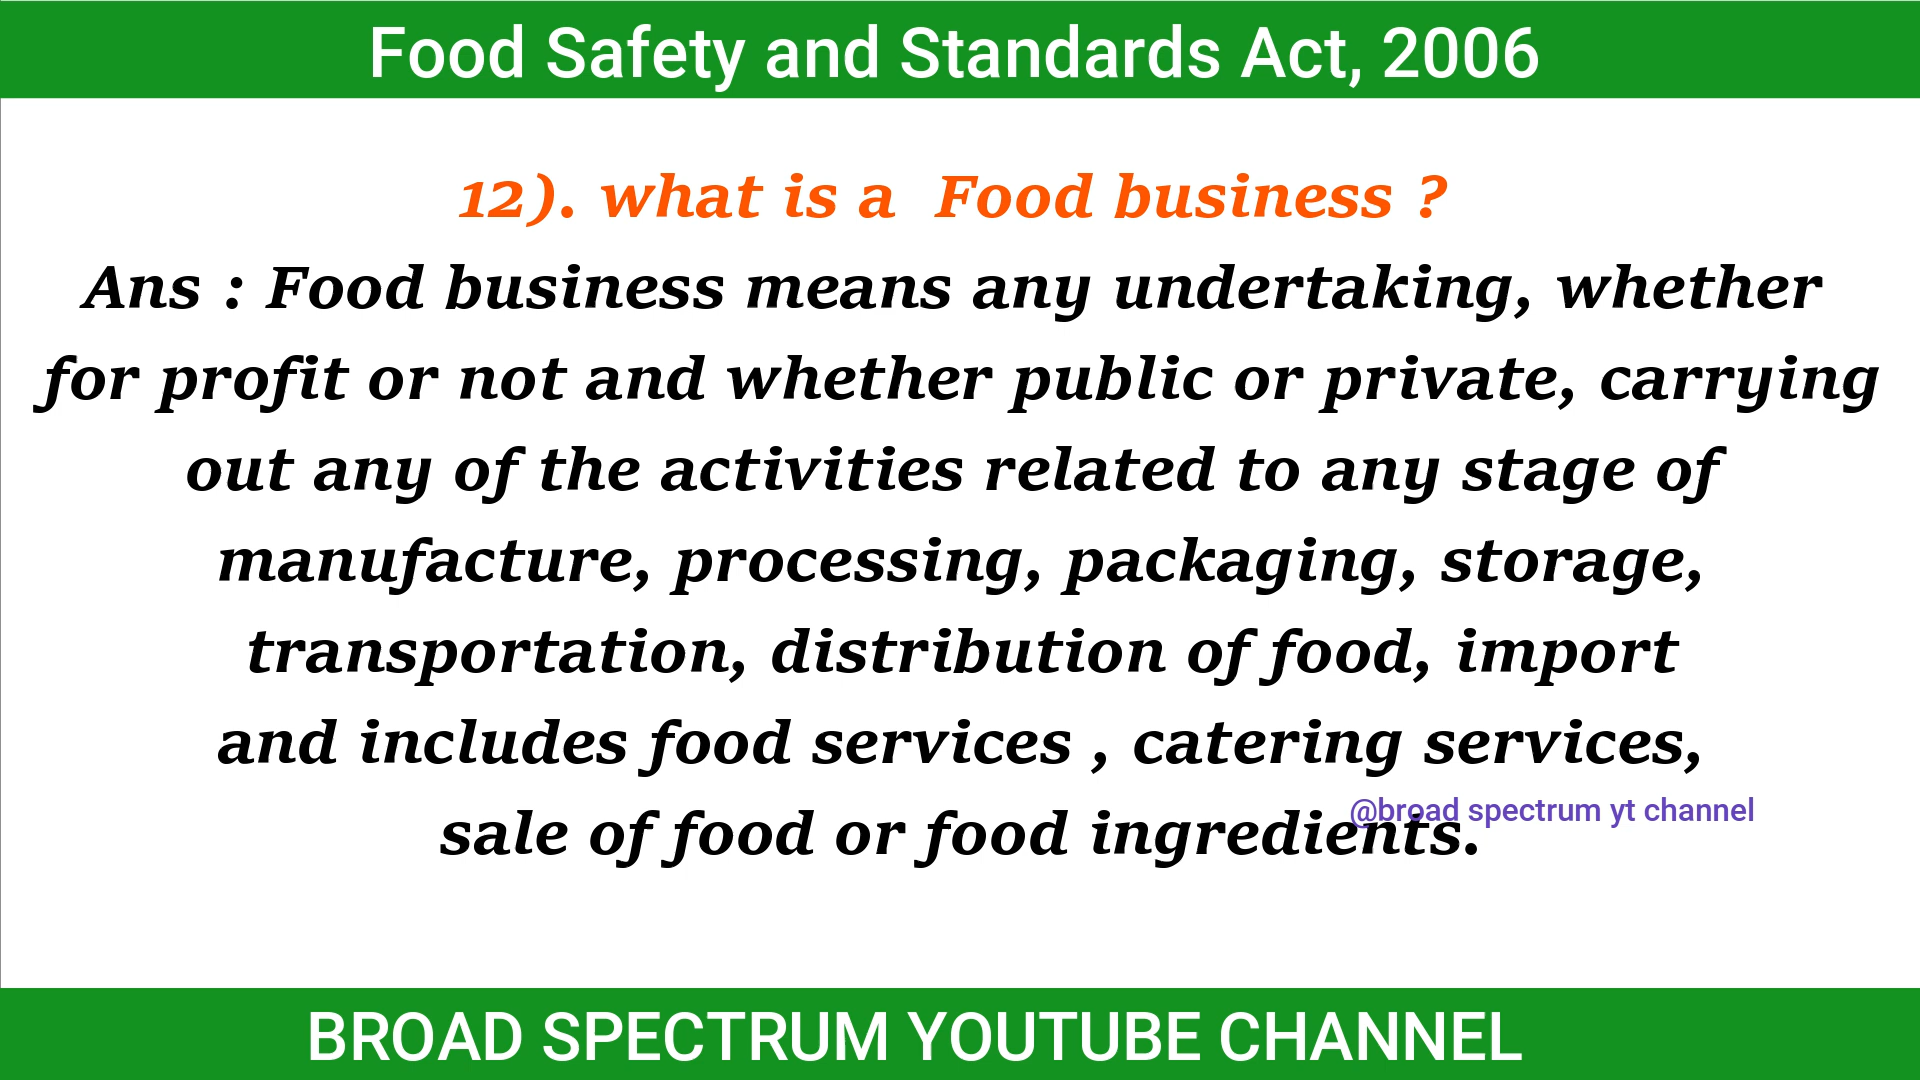 Food Safety and Standards Act, 2006
12). what is a Food business ?
Ans : Food business means any undertaking, whether
for profit or not and whether public or private, carrying
out any of the activities related to any stage of
manufacture, processing, packaging, storage,
transportation, distribution of food, import
and includes food services , catering services,
sale of food or food ingredients.
@broad spectrum yt channel
BROAD SPECTRUM YOUTUBE CHANNEL